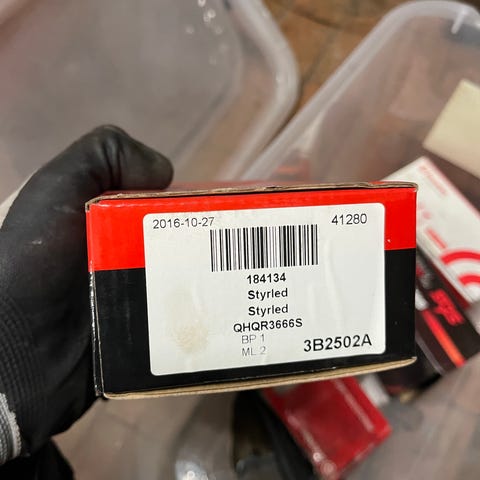 2016-10-27 41280
184134
Styrled
Styrled
QHQR3666S
BP 1
ML 2 3B2502A